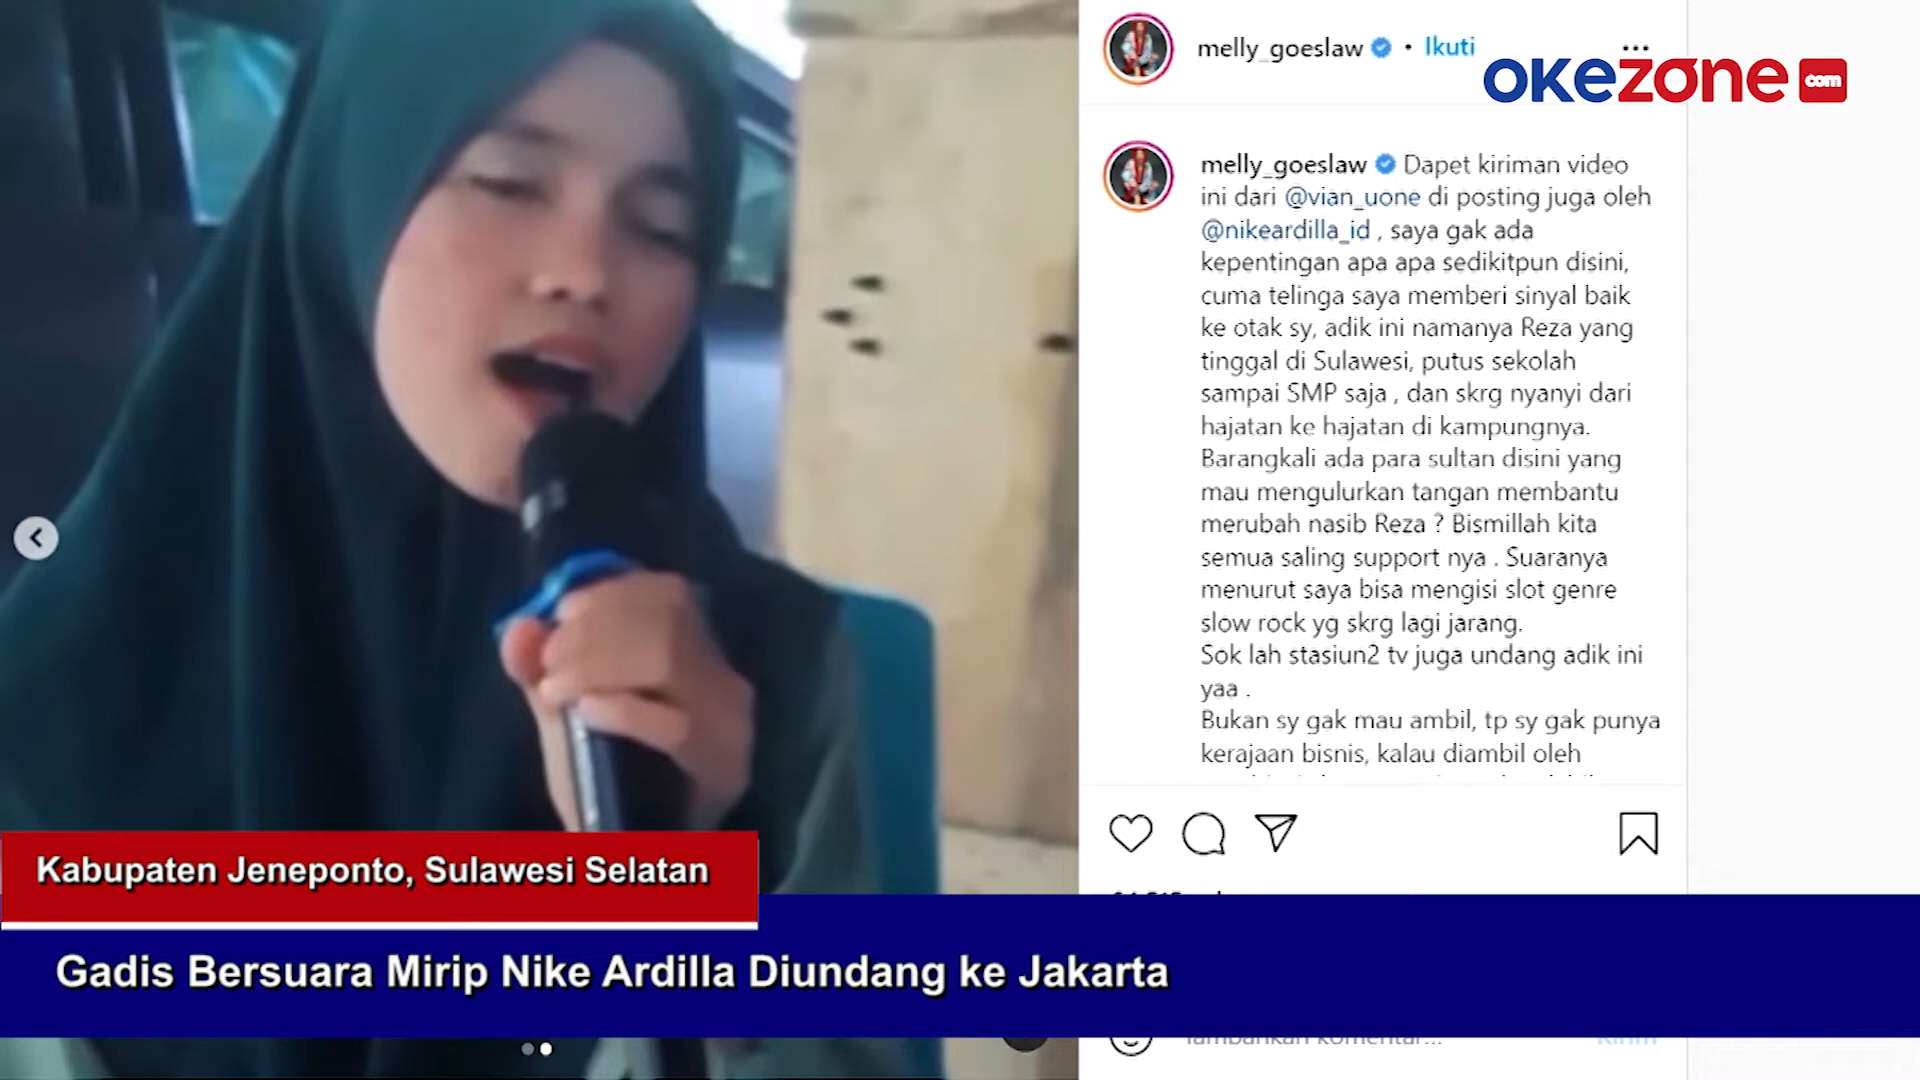 melly_goeslaw • Ikuti
okezone com
melly_goeslaw Dapet kiriman video
ini dari @vian_uone di posting juga oleh
@nikeardilla_id , saya gak ada
kepentingan apa apa sedikitpun disini,
cuma telinga saya memberi sinyal baik
ke otak sy, adik ini namanya Reza yang
tinggal di Sulawesi, putus sekolah
sampai SMP saja , dan skrg nyanyi dari
hajatan ke hajatan di kampungnya.
Barangkali ada para sultan disini yang
mau mengulurkan tangan membantu
merubah nasib Reza ? Bismillah kita
semua saling support nya . Suaranya
menurut saya bisa mengisi slot genre
slow rock yg skrg lagi jarang.
Sok lah stasiun2 tv juga undang adik ini
yaa .
Bukan sy gak mau ambil, tp sy gak punya
kerajaan bisnis, kalau diambil oleh
Kabupaten Jeneponto, Sulawesi Selatan
Gadis Bersuara Mirip Nike Ardilla Diundang ke Jakarta